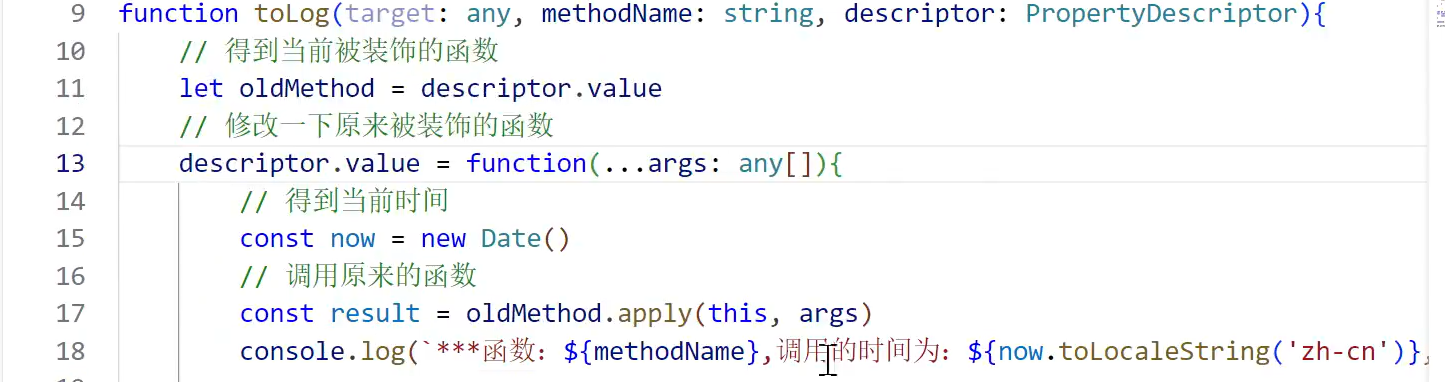 9 function toLog(target: any, methodName: string, descriptor: PropertyDescriptor){
10 // 得到当前被装饰的函数
11 let oldMethod = descriptor.value
12 // 修改一下原来被装饰的函数
13 descriptor.value = function(...args: any[]){
14 // 得到当前时间
15 const now = new Date()
16 // 调用原来的函数
17 const result = oldMethod.apply(this, args)
18 console.log(`***函数：${methodName},调用的时间为：${now.toLocaleString('zh-cn')},